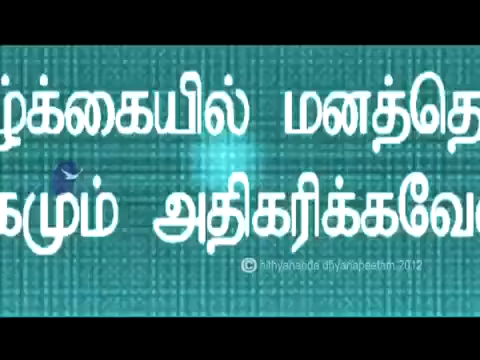 ழ்க்கையில் மனத்தெ
கமும் அதிகரிக்கவே
© nithyananda dhyanapeetam 2012